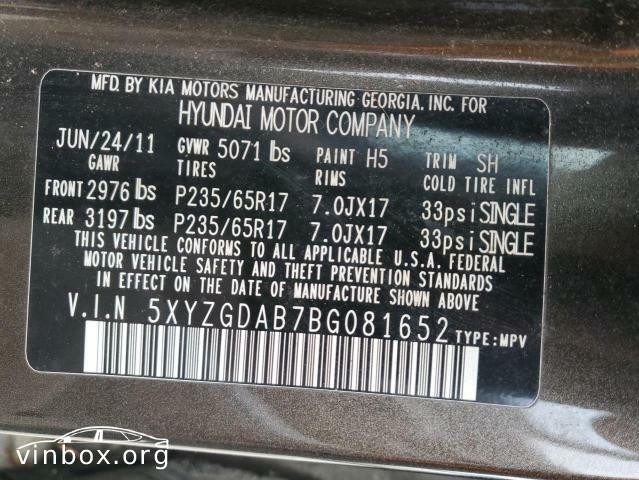 MFD. BY KIA MOTORS MANUFACTURING GEORGIA, INC. FOR
HYUNDAI MOTOR COMPANY
JUN/24/11 GVWR 5071 lbs PAINT H5 TRIM SH
GAWR TIRES RIMS COLD TIRE INFL
FRONT 2976 lbs P235/65R17 7.0JX17 33psi SINGLE
REAR 3197 lbs P235/65R17 7.0JX17 33psi SINGLE
THIS VEHICLE CONFORMS TO ALL APPLICABLE U.S.A. FEDERAL
MOTOR VEHICLE SAFETY AND THEFT PREVENTION STANDARDS
IN EFFECT ON THE DATE OF MANUFACTURE SHOWN ABOVE.
V.I.N 5XYZGDAB7BG081652 TYPE: MPV
vinbox.org